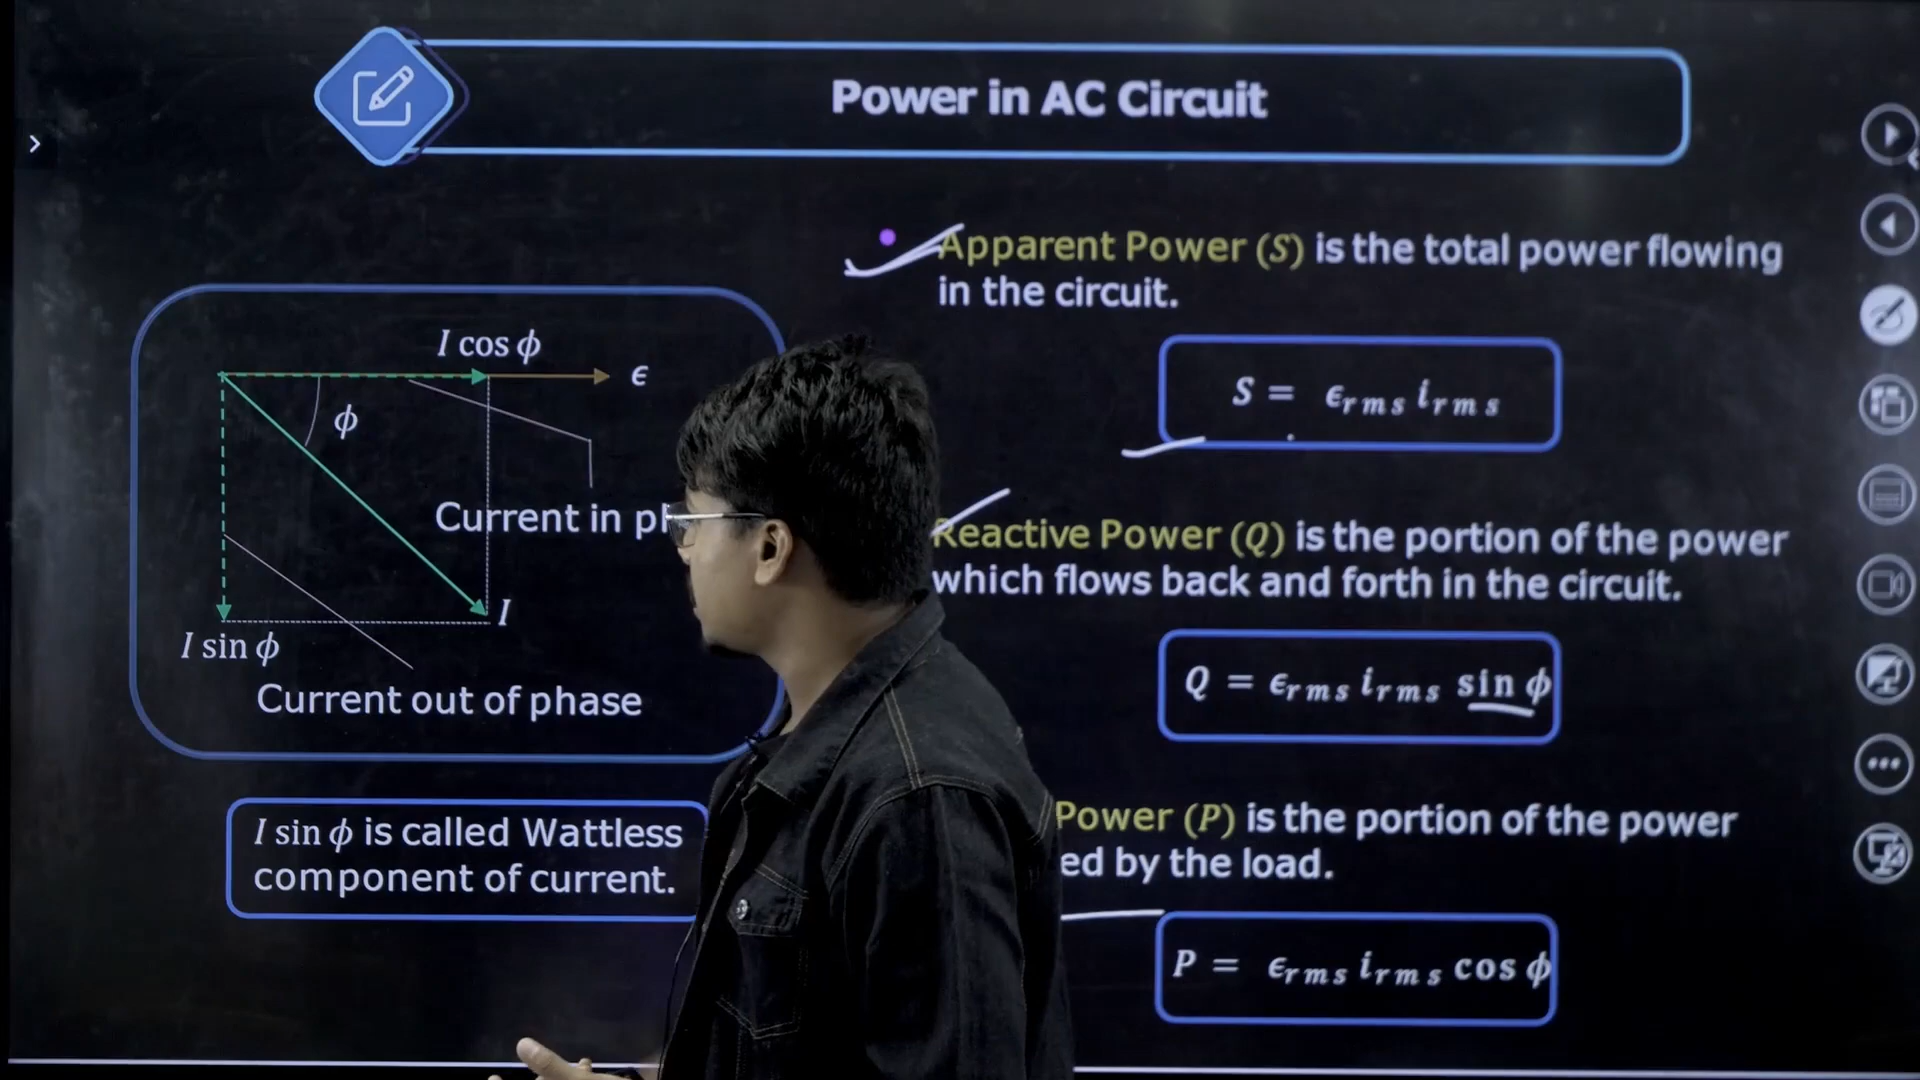 Power in AC Circuit
Apparent Power (S) is the total power flowing
in the circuit.
S = ϵrms irms
Reactive Power (Q) is the portion of the power
which flows back and forth in the circuit.
Q = ϵrms irms sin ϕ
Power (P) is the portion of the power
by the load.
P = ϵrms irms cos ϕ
I cos ϕ
ϵ
ϕ
Current in
I
I sin ϕ
Current out of phase
I sin ϕ is called Wattless
component of current.